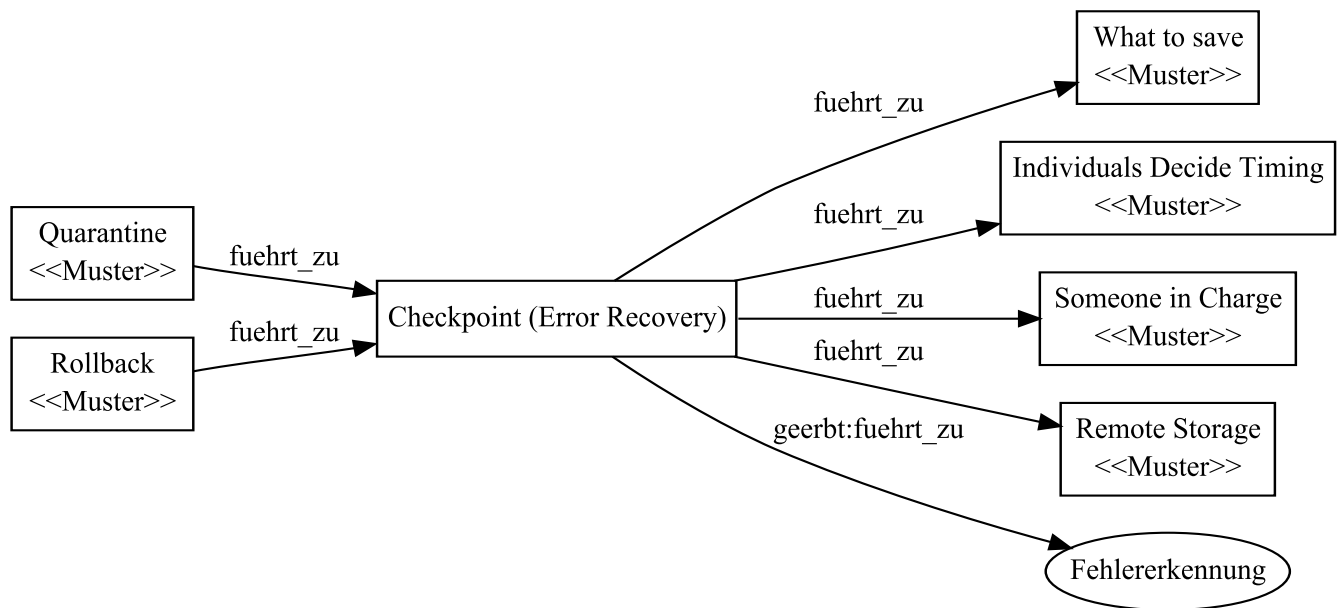 What to save
<<Muster>>
fuehrt_zu
Individuals Decide Timing
<<Muster>>
fuehrt_zu
Quarantine
<<Muster>>
fuehrt_zu
Someone in Charge
<<Muster>>
fuehrt_zu
Checkpoint (Error Recovery)
Rollback
<<Muster>>
fuehrt_zu
fuehrt_zu
Remote Storage
<<Muster>>
geerbt:fuehrt_zu
Fehlererkennung